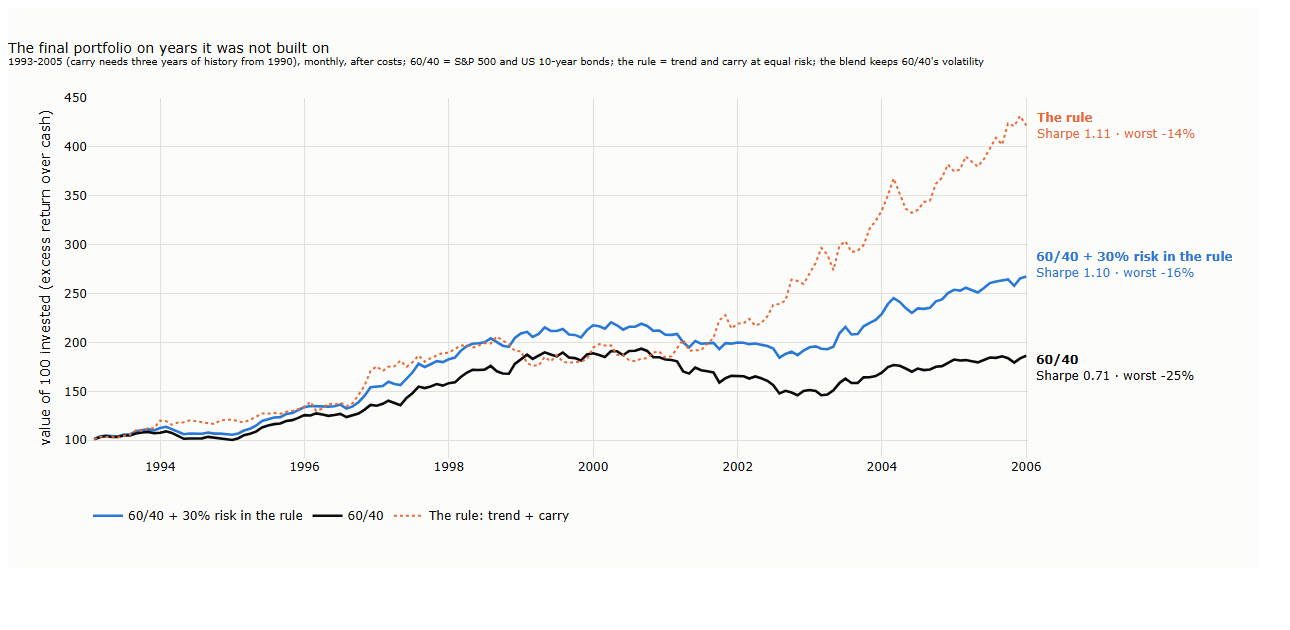 The final portfolio on years it was not built on
1993-2005 (carry needs three years of history from 1990), monthly, after costs; 60/40 = S&P 500 and US 10-year bonds; the rule = trend and carry at equal risk; the blend keeps 60/40's volatility
value of 100 invested (excess return over cash)
450
400
350
300
250
200
150
100
The rule
Sharpe 1.11 · worst -14%
60/40 + 30% risk in the rule
Sharpe 1.10 · worst -16%
60/40
Sharpe 0.71 · worst -25%
1994 1996 1998 2000 2002 2004 2006
60/40 + 30% risk in the rule 60/40 The rule: trend + carry